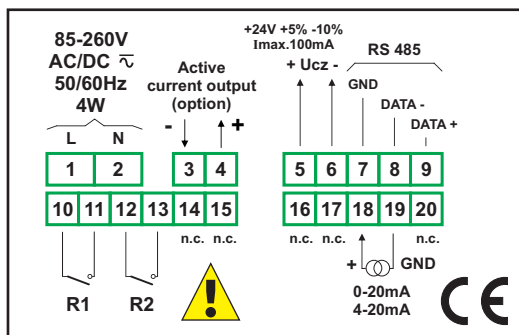 85-260V
AC/DC
50/60Hz
4W
L N
Active
current output
(option)
- +
+24V +5% -10%
Imax.100mA
+ Ucz -
RS 485
GND
DATA -
DATA +
1 2 3 4 5 6 7 8 9
10 11 12 13 14 15 16 17 18 19 20
n.c. n.c. n.c. n.c. n.c.
R1 R2
+ GND
0-20mA
4-20mA
CE